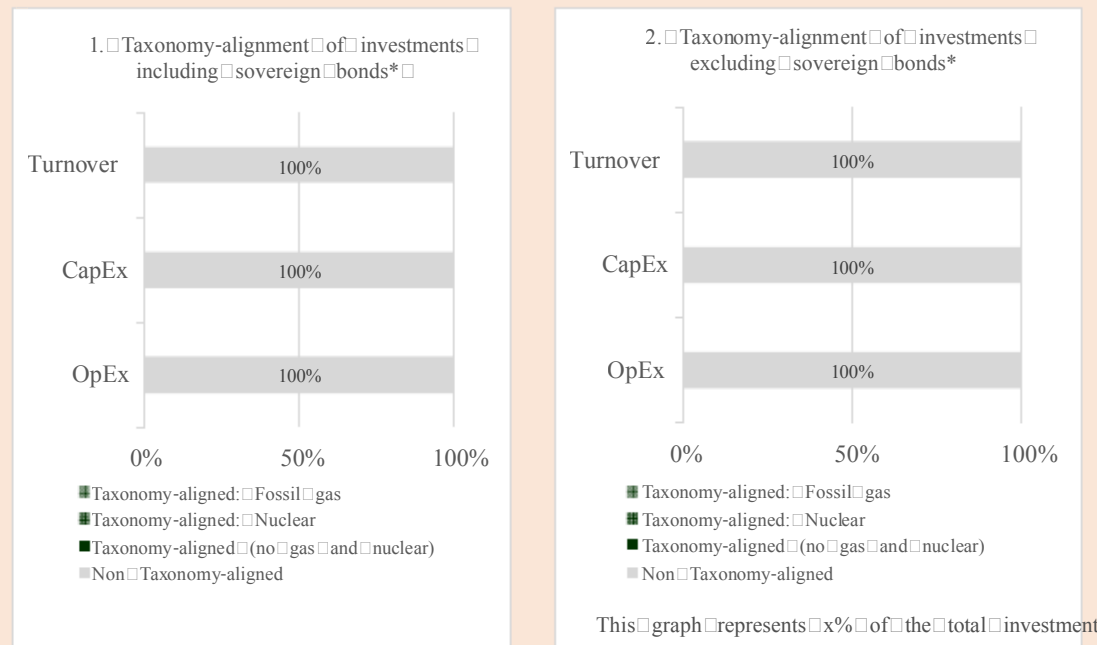 1. Taxonomy-alignment of investments
including sovereign bonds*
Turnover
100%
CapEx
100%
OpEx
100%
0% 50% 100%
Taxonomy-aligned: Fossil gas
Taxonomy-aligned: Nuclear
Taxonomy-aligned (no gas and nuclear)
Non Taxonomy-aligned
2. Taxonomy-alignment of investments
excluding sovereign bonds*
Turnover
100%
CapEx
100%
OpEx
100%
0% 50% 100%
Taxonomy-aligned: Fossil gas
Taxonomy-aligned: Nuclear
Taxonomy-aligned (no gas and nuclear)
Non Taxonomy-aligned
This graph represents x% of the total investment